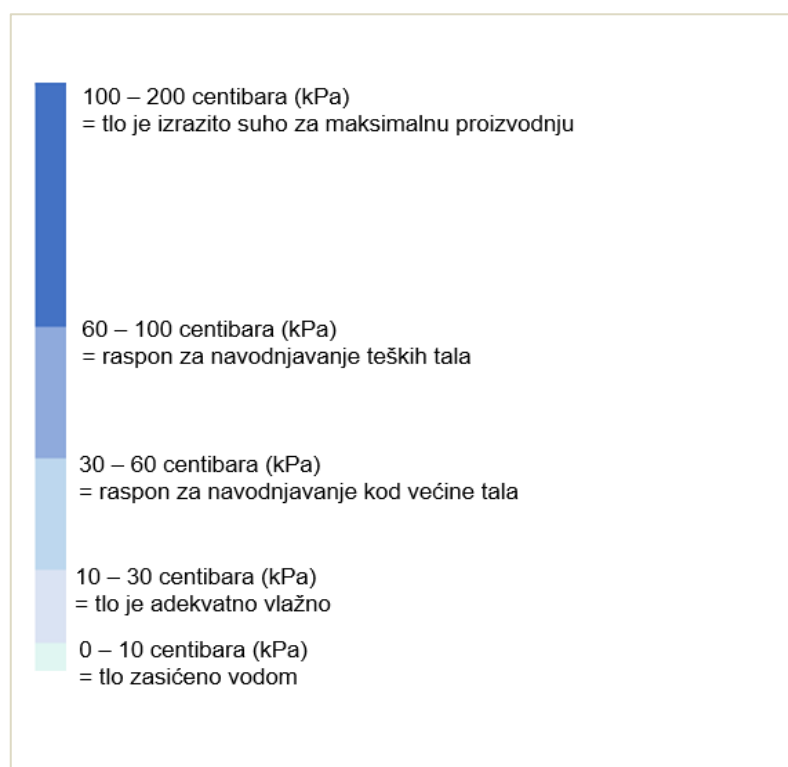 100 – 200 centibara (kPa)
= tlo je izrazito suho za maksimalnu proizvodnju
60 – 100 centibara (kPa)
= raspon za navodnjavanje teških tala
30 – 60 centibara (kPa)
= raspon za navodnjavanje kod većine tala
10 – 30 centibara (kPa)
= tlo je adekvatno vlažno
0 – 10 centibara (kPa)
= tlo zasićeno vodom